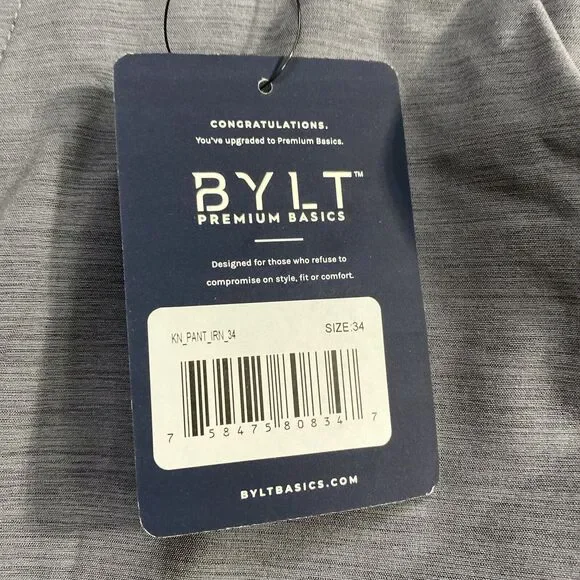 CONGRATULATIONS.
You've upgraded to Premium Basics.
BYLT™
PREMIUM BASICS
Designed for those who refuse to
compromise on style, fit or comfort.
KN_PANT_IRN_34 SIZE:34
7 58475 80834 7
BYLTBASICS.COM